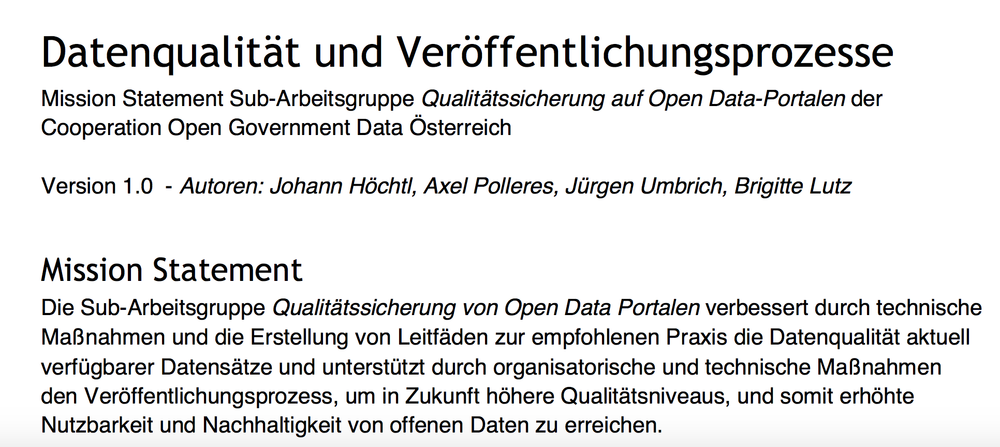 Datenqualität und Veröffentlichungsprozesse
Mission Statement Sub-Arbeitsgruppe Qualitätssicherung auf Open Data-Portalen der
Cooperation Open Government Data Österreich
Version 1.0 - Autoren: Johann Höchtl, Axel Polleres, Jürgen Umbrich, Brigitte Lutz
Mission Statement
Die Sub-Arbeitsgruppe Qualitätssicherung von Open Data Portalen verbessert durch technische
Maßnahmen und die Erstellung von Leitfäden zur empfohlenen Praxis die Datenqualität aktuell
verfügbarer Datensätze und unterstützt durch organisatorische und technische Maßnahmen
den Veröffentlichungsprozess, um in Zukunft höhere Qualitätsniveaus, und somit erhöhte
Nutzbarkeit und Nachhaltigkeit von offenen Daten zu erreichen.